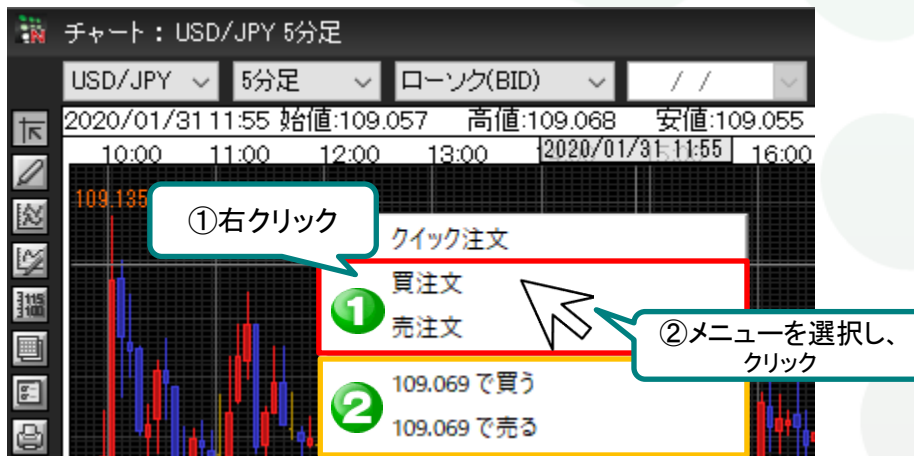 チャート：USD/JPY 5分足
USD/JPY 5分足 ローソク(BID) / /
2020/01/31 11:55 始値:109.057 高値:109.068 安値:109.055
10:00 11:00 12:00 13:00 2020/01/31 11:55 16:00
109.135
①右クリック
クイック注文
1
買注文
売注文
②メニューを選択し、
クリック
2
109.069 で買う
109.069 で売る
115
100